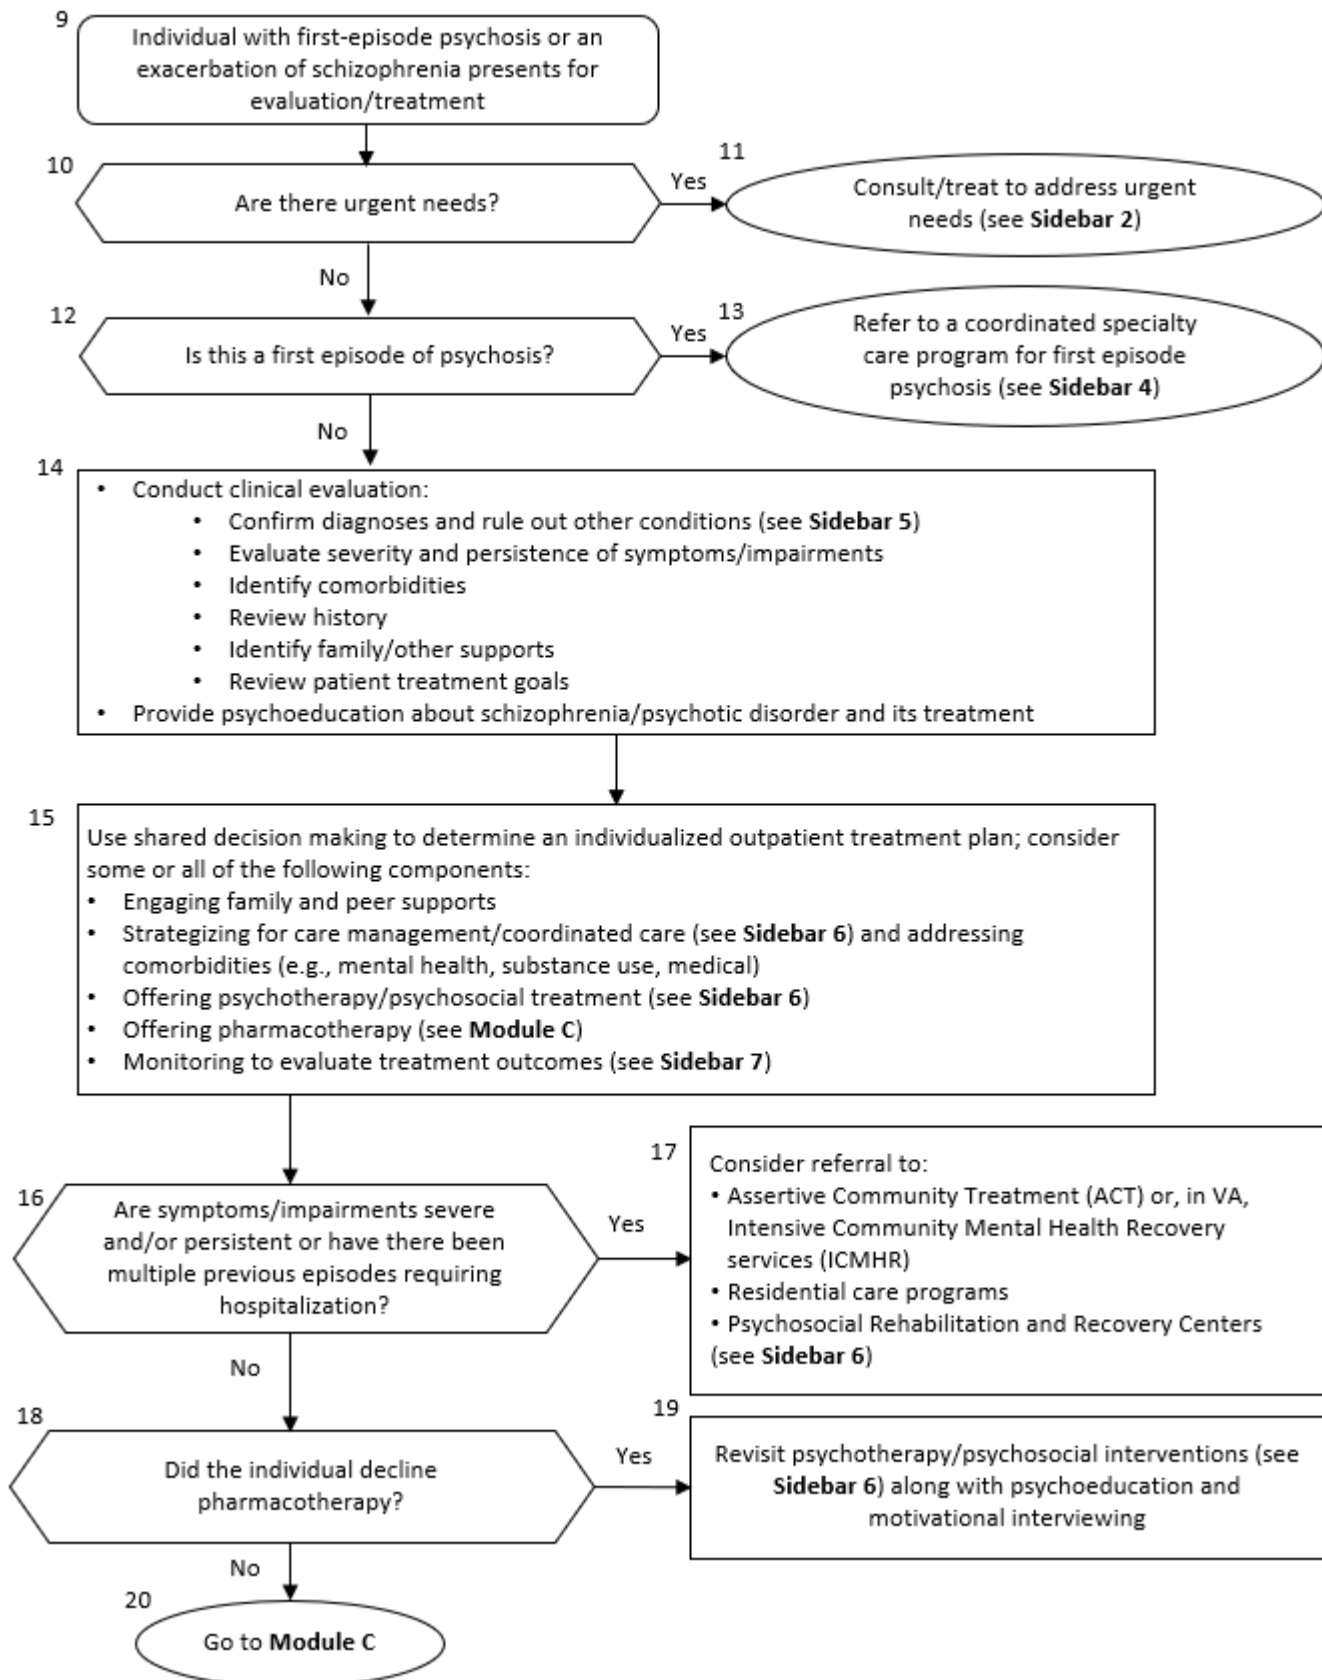 9
Individual with first-episode psychosis or an
exacerbation of schizophrenia presents for
evaluation/treatment
10
Are there urgent needs?
Yes
11
Consult/treat to address urgent
needs (see Sidebar 2)
No
12
Is this a first episode of psychosis?
Yes
13
Refer to a coordinated specialty
care program for first episode
psychosis (see Sidebar 4)
No
14
• Conduct clinical evaluation:
• Confirm diagnoses and rule out other conditions (see Sidebar 5)
• Evaluate severity and persistence of symptoms/impairments
• Identify comorbidities
• Review history
• Identify family/other supports
• Review patient treatment goals
• Provide psychoeducation about schizophrenia/psychotic disorder and its treatment
15
Use shared decision making to determine an individualized outpatient treatment plan; consider
some or all of the following components:
• Engaging family and peer supports
• Strategizing for care management/coordinated care (see Sidebar 6) and addressing
comorbidities (e.g., mental health, substance use, medical)
• Offering psychotherapy/psychosocial treatment (see Sidebar 6)
• Offering pharmacotherapy (see Module C)
• Monitoring to evaluate treatment outcomes (see Sidebar 7)
16
Are symptoms/impairments severe
and/or persistent or have there been
multiple previous episodes requiring
hospitalization?
Yes
17
Consider referral to:
• Assertive Community Treatment (ACT) or, in VA,
Intensive Community Mental Health Recovery
services (ICMHR)
• Residential care programs
• Psychosocial Rehabilitation and Recovery Centers
(see Sidebar 6)
No
18
Did the individual decline
pharmacotherapy?
Yes
19
Revisit psychotherapy/psychosocial interventions (see
Sidebar 6) along with psychoeducation and
motivational interviewing
No
20
Go to Module C